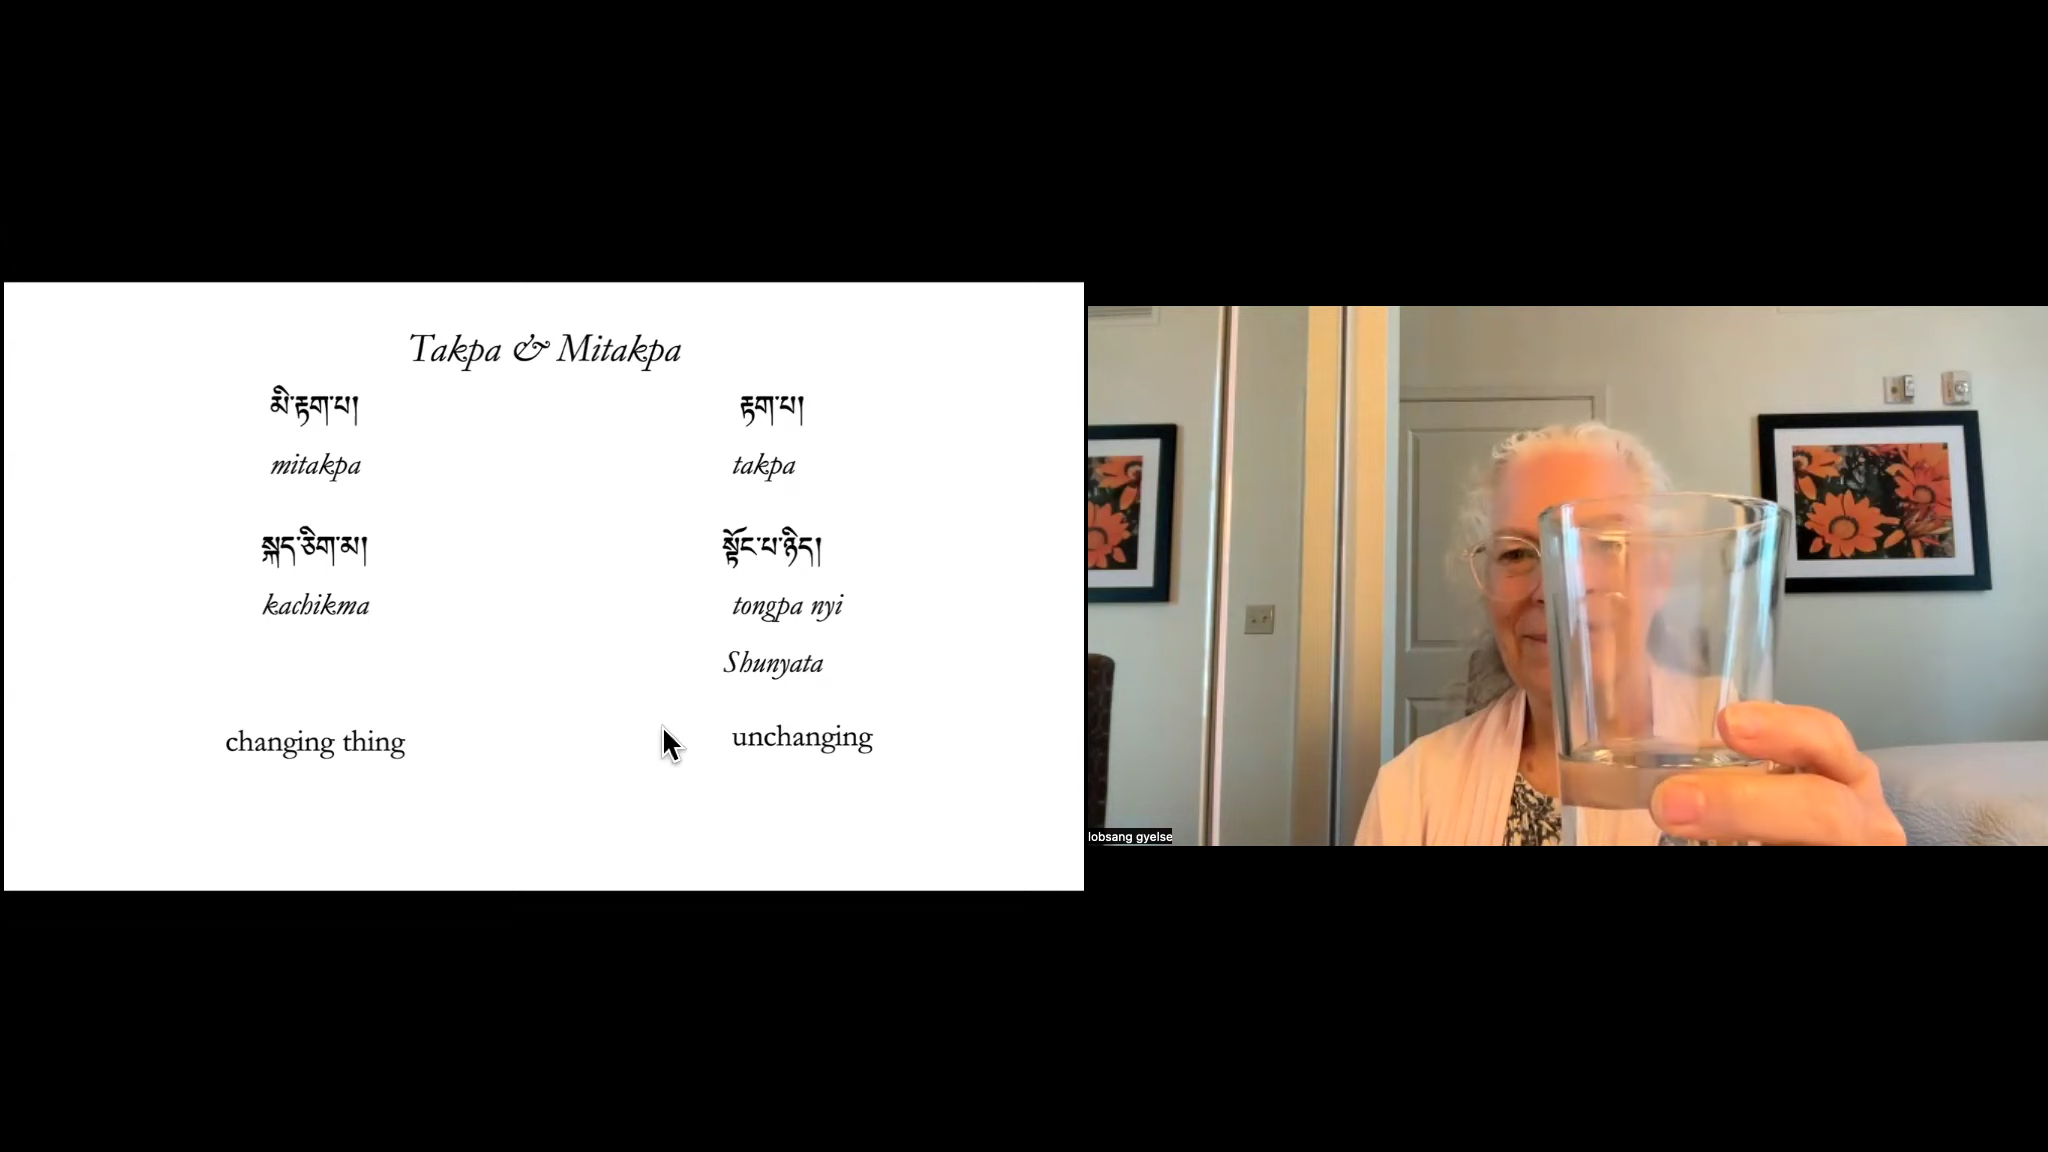 Takpa & Mitakpa
མི་རྟག་པ།
mitakpa
སྐད་ཅིག་མ།
kachikma
changing thing
རྟག་པ།
takpa
སྟོང་པ་ཉིད།
tongpa nyi
Shunyata
unchanging
lobsang gyelse